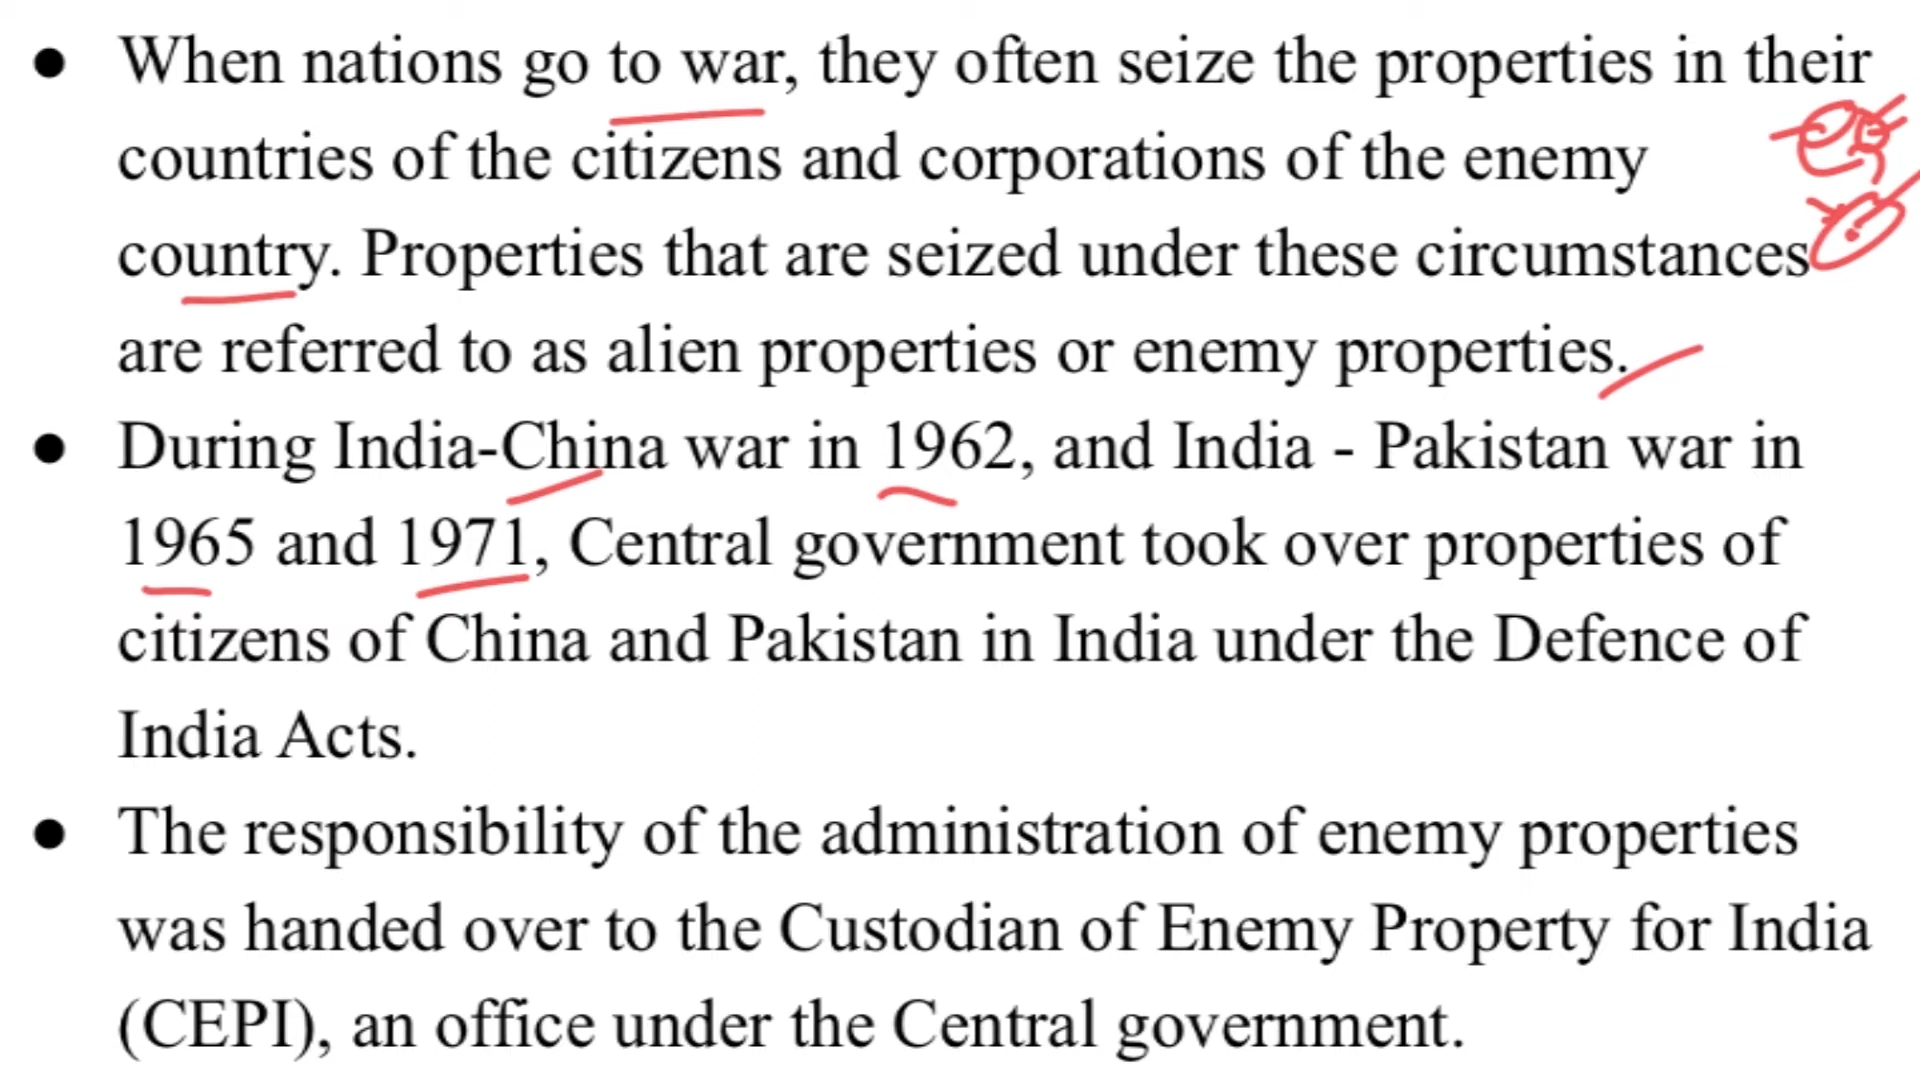 ● When nations go to war, they often seize the properties in their
countries of the citizens and corporations of the enemy
country. Properties that are seized under these circumstances
are referred to as alien properties or enemy properties.
● During India-China war in 1962, and India - Pakistan war in
1965 and 1971, Central government took over properties of
citizens of China and Pakistan in India under the Defence of
India Acts.
● The responsibility of the administration of enemy properties
was handed over to the Custodian of Enemy Property for India
(CEPI), an office under the Central government.